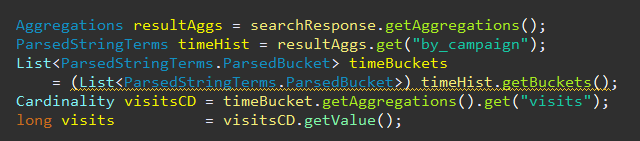 Aggregations resultAggs = searchResponse.getAggregations();
ParsedStringTerms timeHist = resultAggs.get("by_campaign");
List<ParsedStringTerms.ParsedBucket> timeBuckets
    = (List<ParsedStringTerms.ParsedBucket>) timeHist.getBuckets();
Cardinality visitsCD = timeBucket.getAggregations().get("visits");
long visits          = visitsCD.getValue();